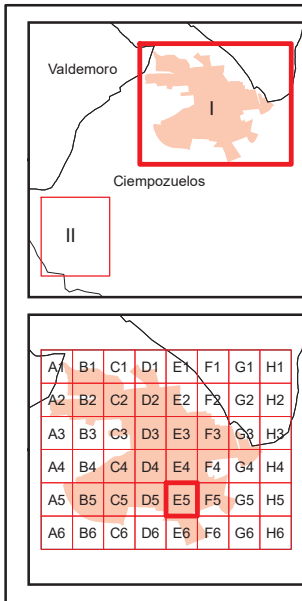 Valdemoro
I
Ciempozuelos
II
A1 B1 C1 D1 E1 F1 G1 H1
A2 B2 C2 D2 E2 F2 G2 H2
A3 B3 C3 D3 E3 F3 G3 H3
A4 B4 C4 D4 E4 F4 G4 H4
A5 B5 C5 D5 E5 F5 G5 H5
A6 B6 C6 D6 E6 F6 G6 H6